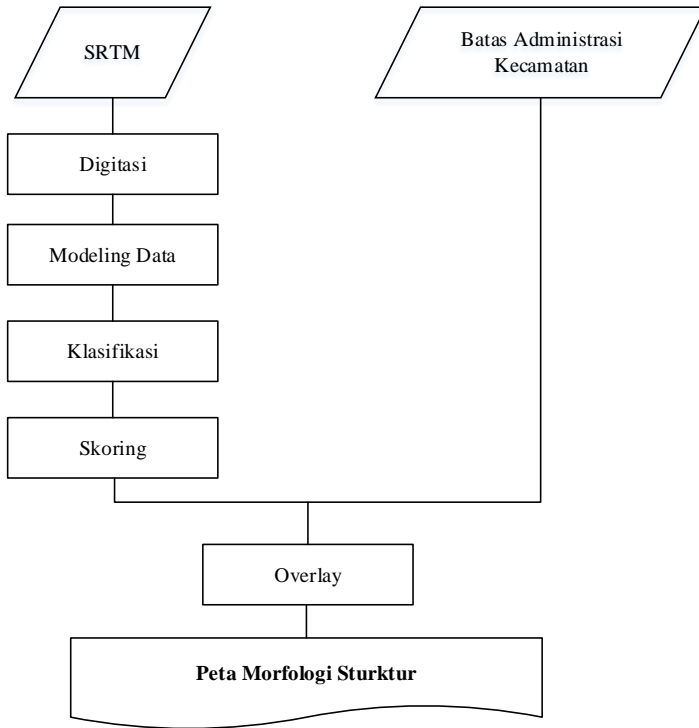 SRTM
Batas Administrasi
Kecamatan
Digitasi
Modeling Data
Klasifikasi
Skoring
Overlay
Peta Morfologi Sturktur